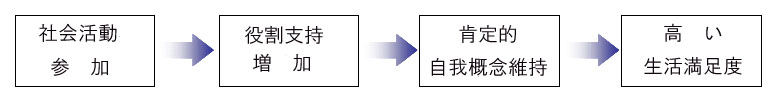 社会活動
参　加
役割支持
増　加
肯定的
自我概念維持
高　い
生活満足度